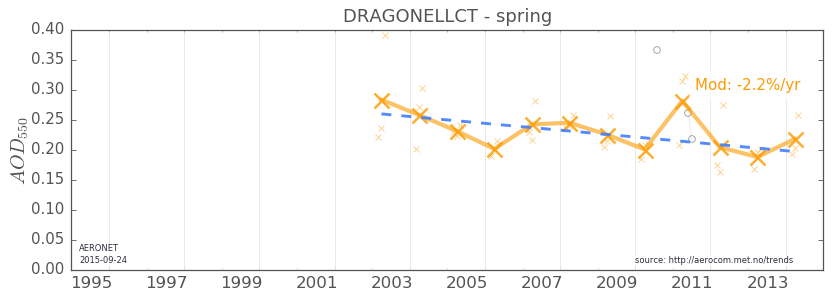 DRAGONELLCT - spring
0.40
0.35
0.30
0.25
0.20
0.15
0.10
0.05
0.00
AOD550
Mod: -2.2%/yr
AERONET
2015-09-24
source: http://aerocom.met.no/trends
1995 1997 1999 2001 2003 2005 2007 2009 2011 2013